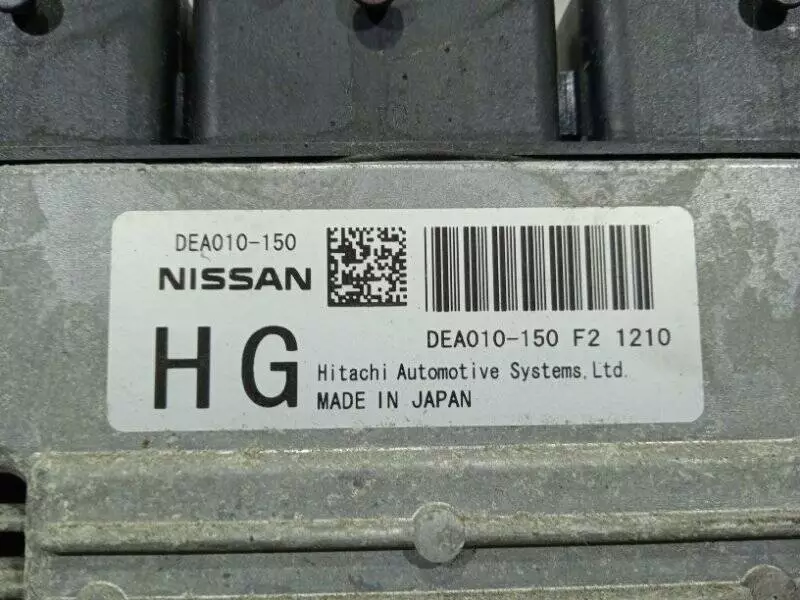 DEA010-150
NISSAN
DEA010-150 F2 1210
HG
Hitachi Automotive Systems,Ltd.
MADE IN JAPAN